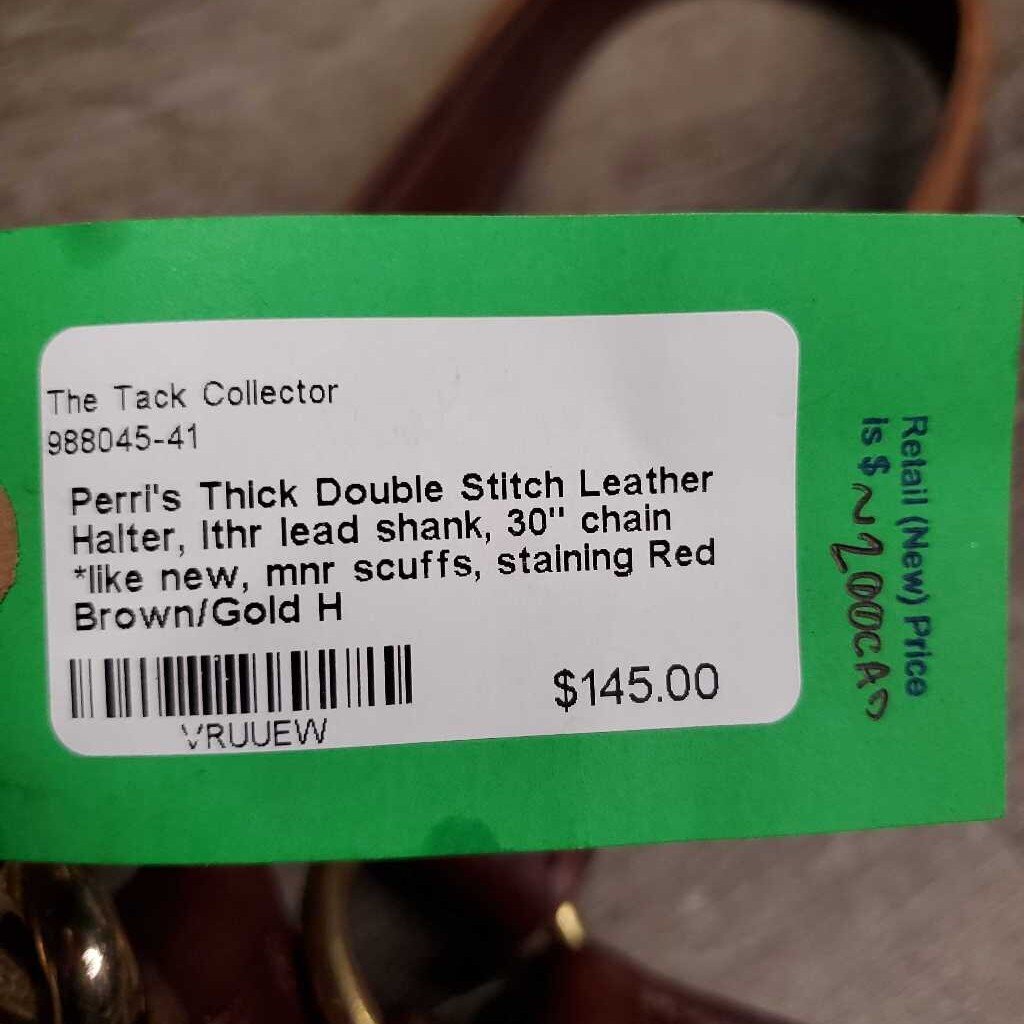 The Tack Collector
988045-41
Perri's Thick Double Stitch Leather
Halter, lthr lead shank, 30" chain
*like new, mnr scuffs, staining Red
Brown/Gold H
$145.00
VRUUEW
Retail (New) Price
is $ ~200CAD